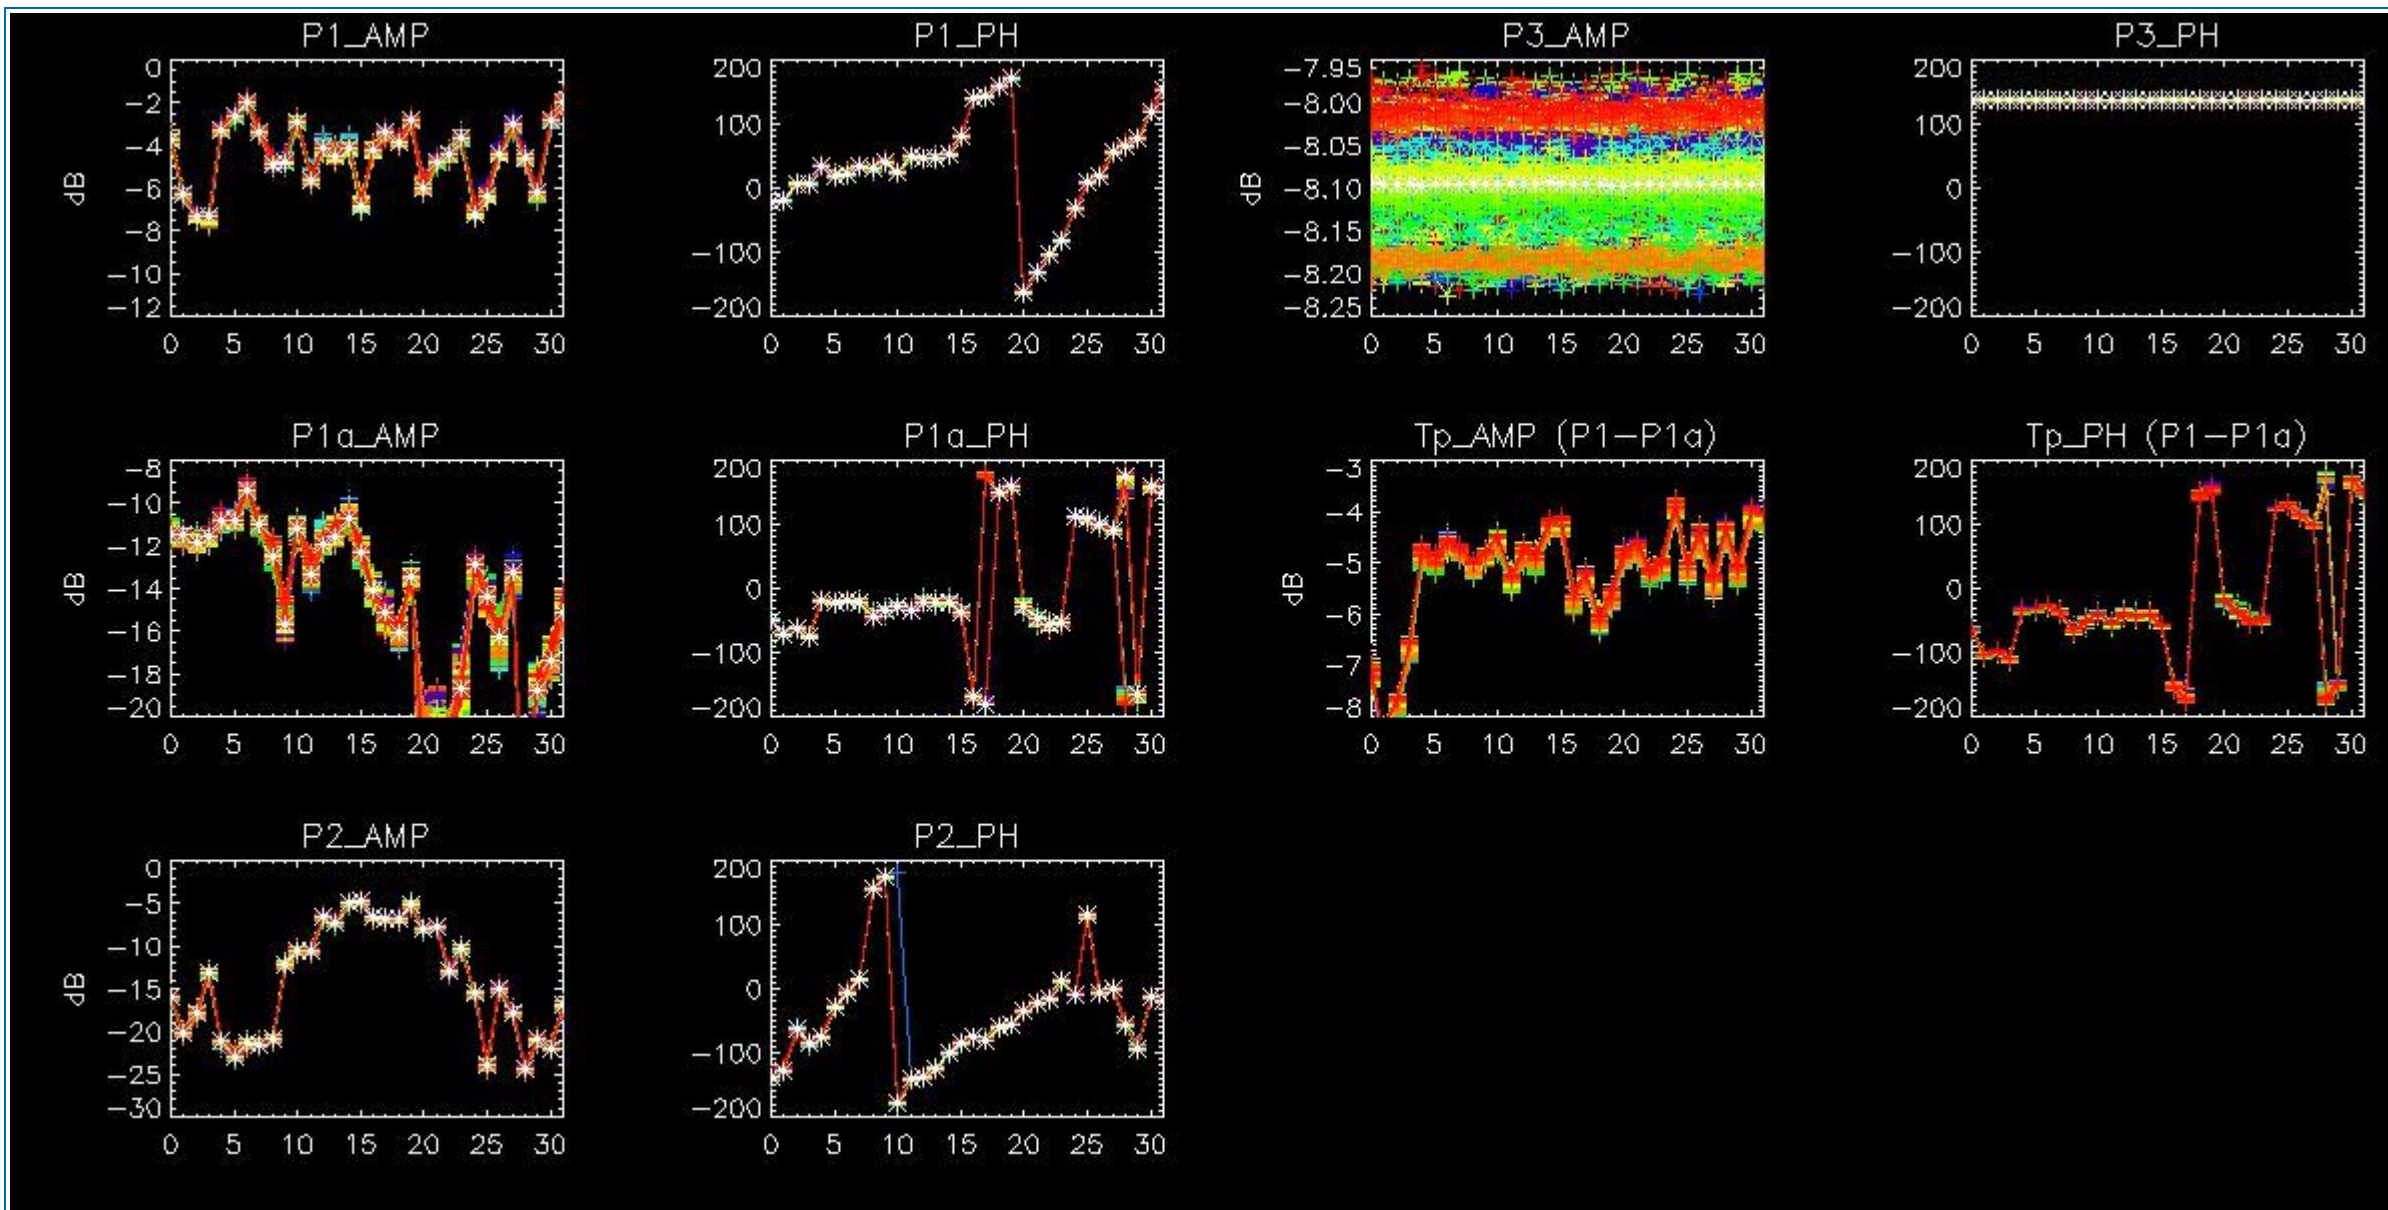 P1_AMP
P1_PH
P3_AMP
P3_PH
0
−2
−4
−6
−8
−10
−12
dB
0 5 10 15 20 25 30
200
100
0
−100
−200
0 5 10 15 20 25 30
−7.95
−8.00
−8.05
−8.10
−8.15
−8.20
−8.25
dB
0 5 10 15 20 25 30
200
100
0
−100
−200
0 5 10 15 20 25 30
P1a_AMP
P1a_PH
Tp_AMP (P1−P1a)
Tp_PH (P1−P1a)
−8
−10
−12
−14
−16
−18
−20
dB
0 5 10 15 20 25 30
200
100
0
−100
−200
0 5 10 15 20 25 30
−3
−4
−5
−6
−7
−8
dB
0 5 10 15 20 25 30
200
100
0
−100
−200
0 5 10 15 20 25 30
P2_AMP
P2_PH
0
−5
−10
−15
−20
−25
−30
dB
0 5 10 15 20 25 30
200
100
0
−100
−200
0 5 10 15 20 25 30